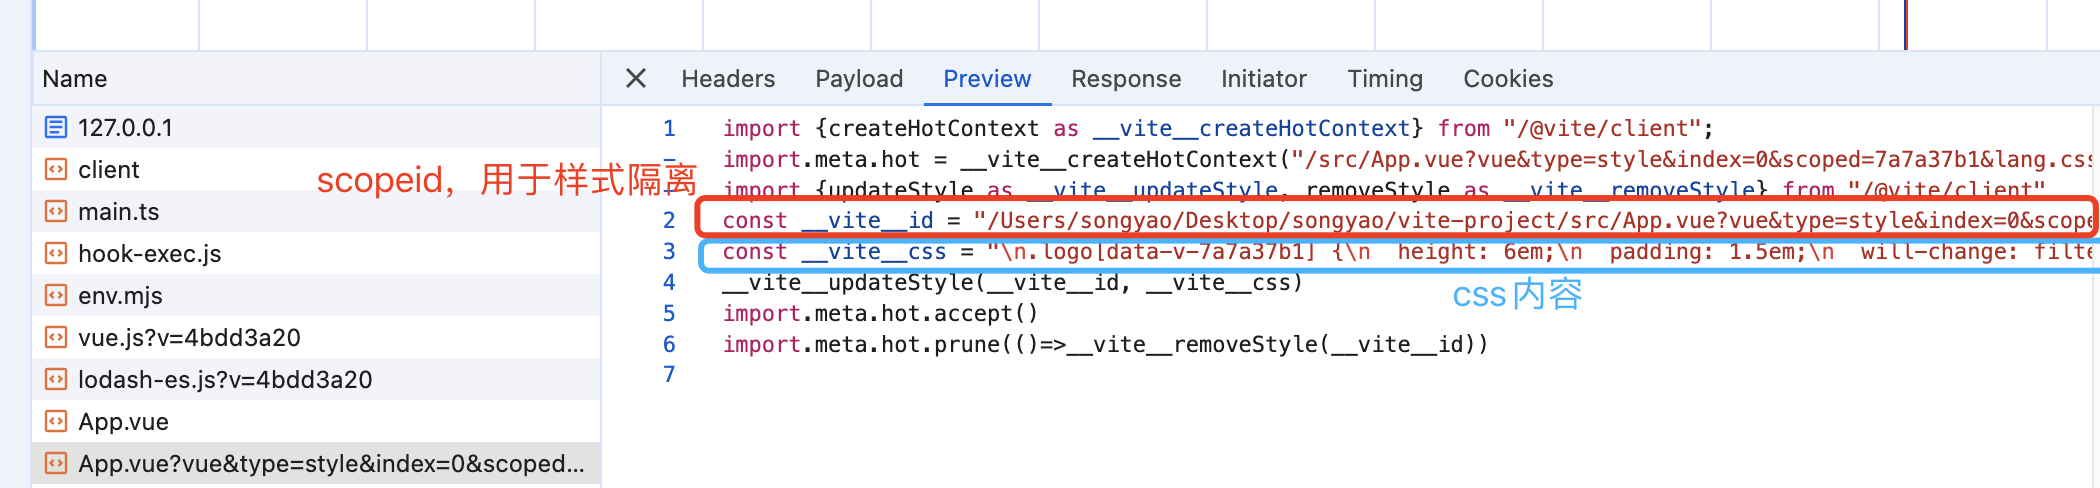 Name
Headers Payload Preview Response Initiator Timing Cookies
127.0.0.1
client
main.ts
hook-exec.js
env.mjs
vue.js?v=4bdd3a20
lodash-es.js?v=4bdd3a20
App.vue
App.vue?vue&type=style&index=0&scoped...
scopeid，用于样式隔离
1 import {createHotContext as __vite__createHotContext} from "/@vite/client";
- import.meta.hot = __vite__createHotContext("/src/App.vue?vue&type=style&index=0&scoped=7a7a37b1&lang.css
import {updateStyle as __vite__updateStyle, removeStyle as __vite__removeStyle} from "/@vite/client"
2 const __vite__id = "/Users/songyao/Desktop/songyao/vite-project/src/App.vue?vue&type=style&index=0&scope
3 const __vite__css = "\n.logo[data-v-7a7a37b1] {\n  height: 6em;\n  padding: 1.5em;\n  will-change: filte
4 __vite__updateStyle(__vite__id, __vite__css)
css内容
5 import.meta.hot.accept()
6 import.meta.hot.prune(()=>__vite__removeStyle(__vite__id))
7